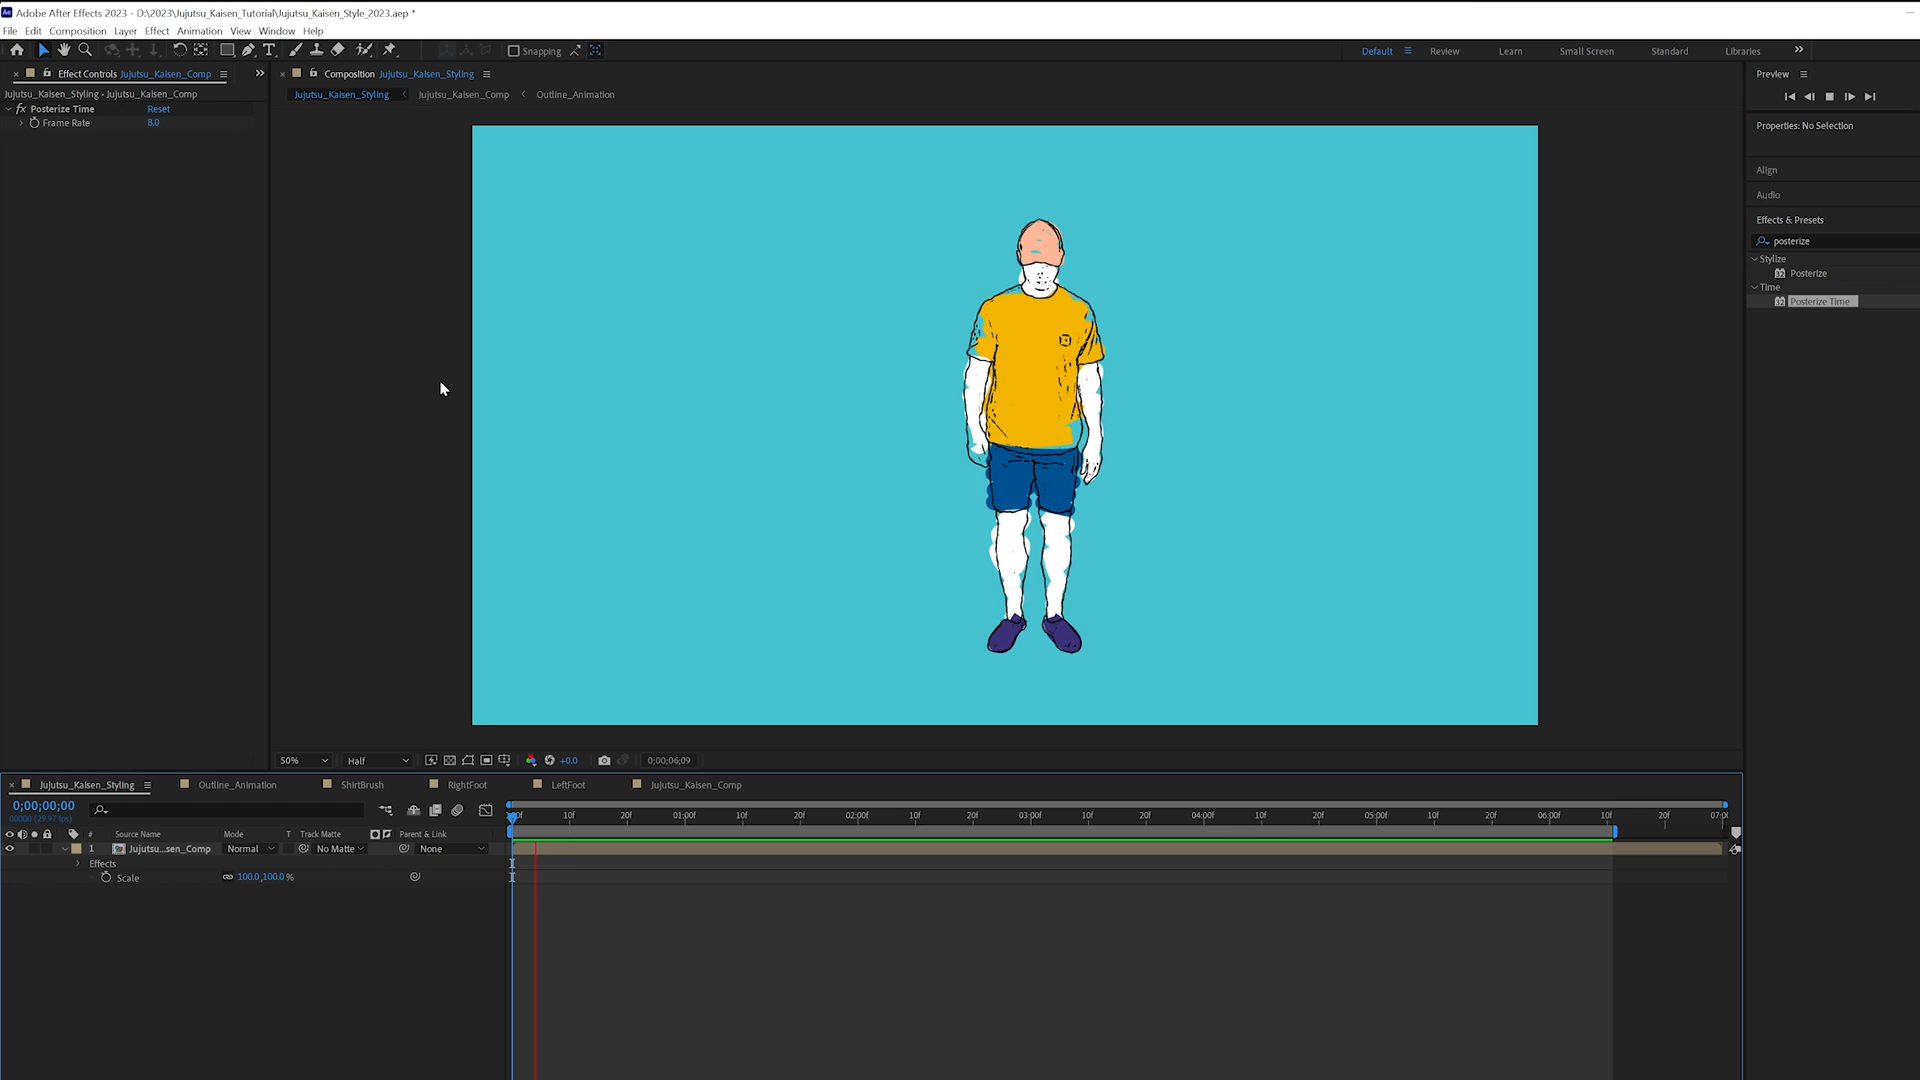 Adobe After Effects 2023 - D:\2023\Jujutsu_Kaisen_Tutorial\Jujutsu_Kaisen_Style_2023.aep *
File Edit Composition Layer Effect Animation View Window Help
Snapping
Default Review Learn Small Screen Standard Libraries
Effect Controls Jujutsu_Kaisen_Comp
Composition Jujutsu_Kaisen_Styling
Preview
Jujutsu_Kaisen_Styling • Jujutsu_Kaisen_Comp
Jujutsu_Kaisen_Styling Jujutsu_Kaisen_Comp Outline_Animation
fx Posterize Time Reset
Frame Rate 8.0
Properties: No Selection
Align
Audio
Effects & Presets
posterize
Stylize
Posterize
Time
Posterize Time
50% Half +0.0 0;00;06;09
Jujutsu_Kaisen_Styling Outline_Animation ShirtBrush RightFoot LeftFoot Jujutsu_Kaisen_Comp
0;00;00;00
00000 (29.97 fps)
10f 20f 01:00f 10f 20f 02:00f 10f 20f 03:00f 10f 20f 04:00f 10f 20f 05:00f 10f 20f 06:00f 10f 20f
# Source Name Mode T Track Matte Parent & Link
1 Jujutsu...sen_Comp Normal No Matte None
Effects
Scale 100.0,100.0 %